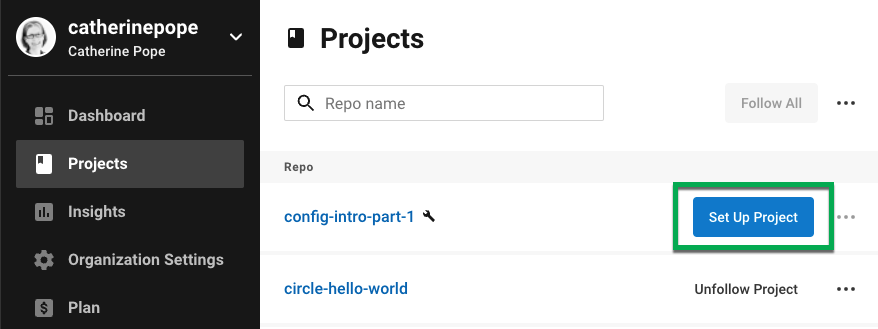 catherinepope
Catherine Pope
Dashboard
Projects
Insights
Organization Settings
Plan
Projects
Repo name
Follow All
Repo
config-intro-part-1
Set Up Project
circle-hello-world
Unfollow Project